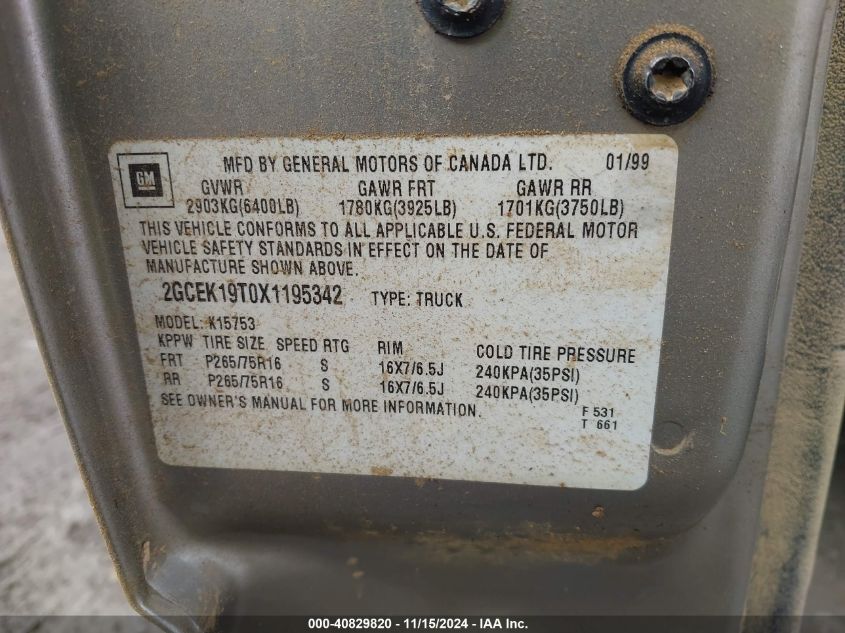 MFD BY GENERAL MOTORS OF CANADA LTD. 01/99
GM
GVWR GAWR FRT GAWR RR
2903KG(6400LB) 1780KG(3925LB) 1701KG(3750LB)
THIS VEHICLE CONFORMS TO ALL APPLICABLE U.S. FEDERAL MOTOR
VEHICLE SAFETY STANDARDS IN EFFECT ON THE DATE OF
MANUFACTURE SHOWN ABOVE.
2GCEK19T0X1195342 TYPE: TRUCK
MODEL: K15753
KPPW TIRE SIZE SPEED RTG RIM COLD TIRE PRESSURE
FRT P265/75R16 S 16X7/6.5J 240KPA(35PSI)
RR P265/75R16 S 16X7/6.5J 240KPA(35PSI)
SEE OWNER'S MANUAL FOR MORE INFORMATION.
F 531
T 661
000-40829820 - 11/15/2024 - IAA Inc.